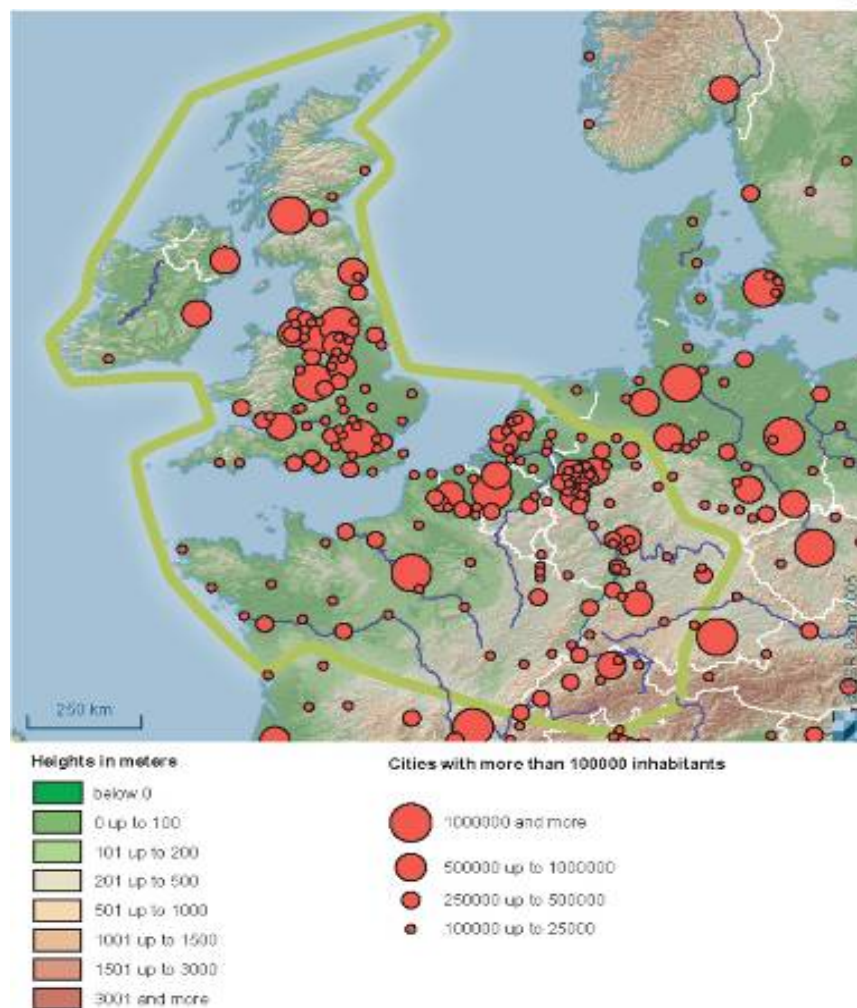 250 km
Heights in meters
below 0
0 up to 100
101 up to 200
201 up to 500
501 up to 1000
1001 up to 1500
1501 up to 3000
3001 and more
Cities with more than 100000 inhabitants
1000000 and more
500000 up to 1000000
250000 up to 500000
100000 up to 25000